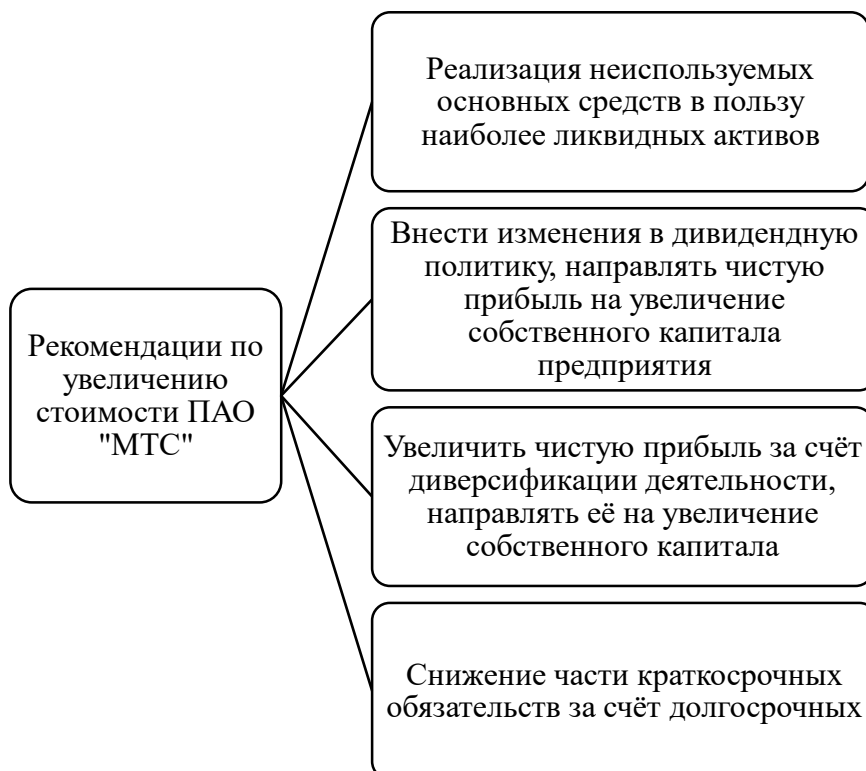 Реализация неиспользуемых
основных средств в пользу
наиболее ликвидных активов
Внести изменения в дивидендную
политику, направлять чистую
прибыль на увеличение
собственного капитала
предприятия
Рекомендации по
увеличению
стоимости ПАО
"МТС"
Увеличить чистую прибыль за счёт
диверсификации деятельности,
направлять её на увеличение
собственного капитала
Снижение части краткосрочных
обязательств за счёт долгосрочных